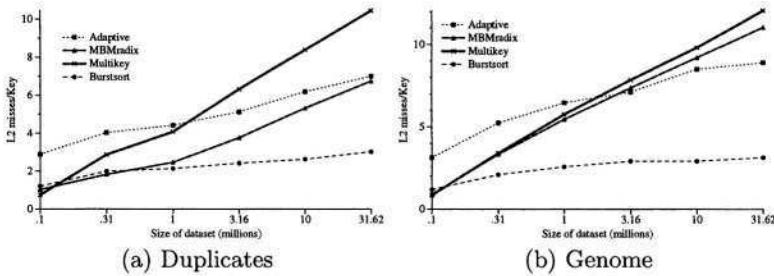 10
8
6
4
2
0
L2 misses/Key
Adaptive
MBMradix
Multikey
Burstsort
.1
.31
1
3.16
10
31.62
Size of dataset (millions)
(a) Duplicates
10
5
0
L2 misses/Key
Adaptive
MBMradix
Multikey
Burstsort
.1
.31
1
3.16
10
31.62
Size of dataset (millions)
(b) Genome